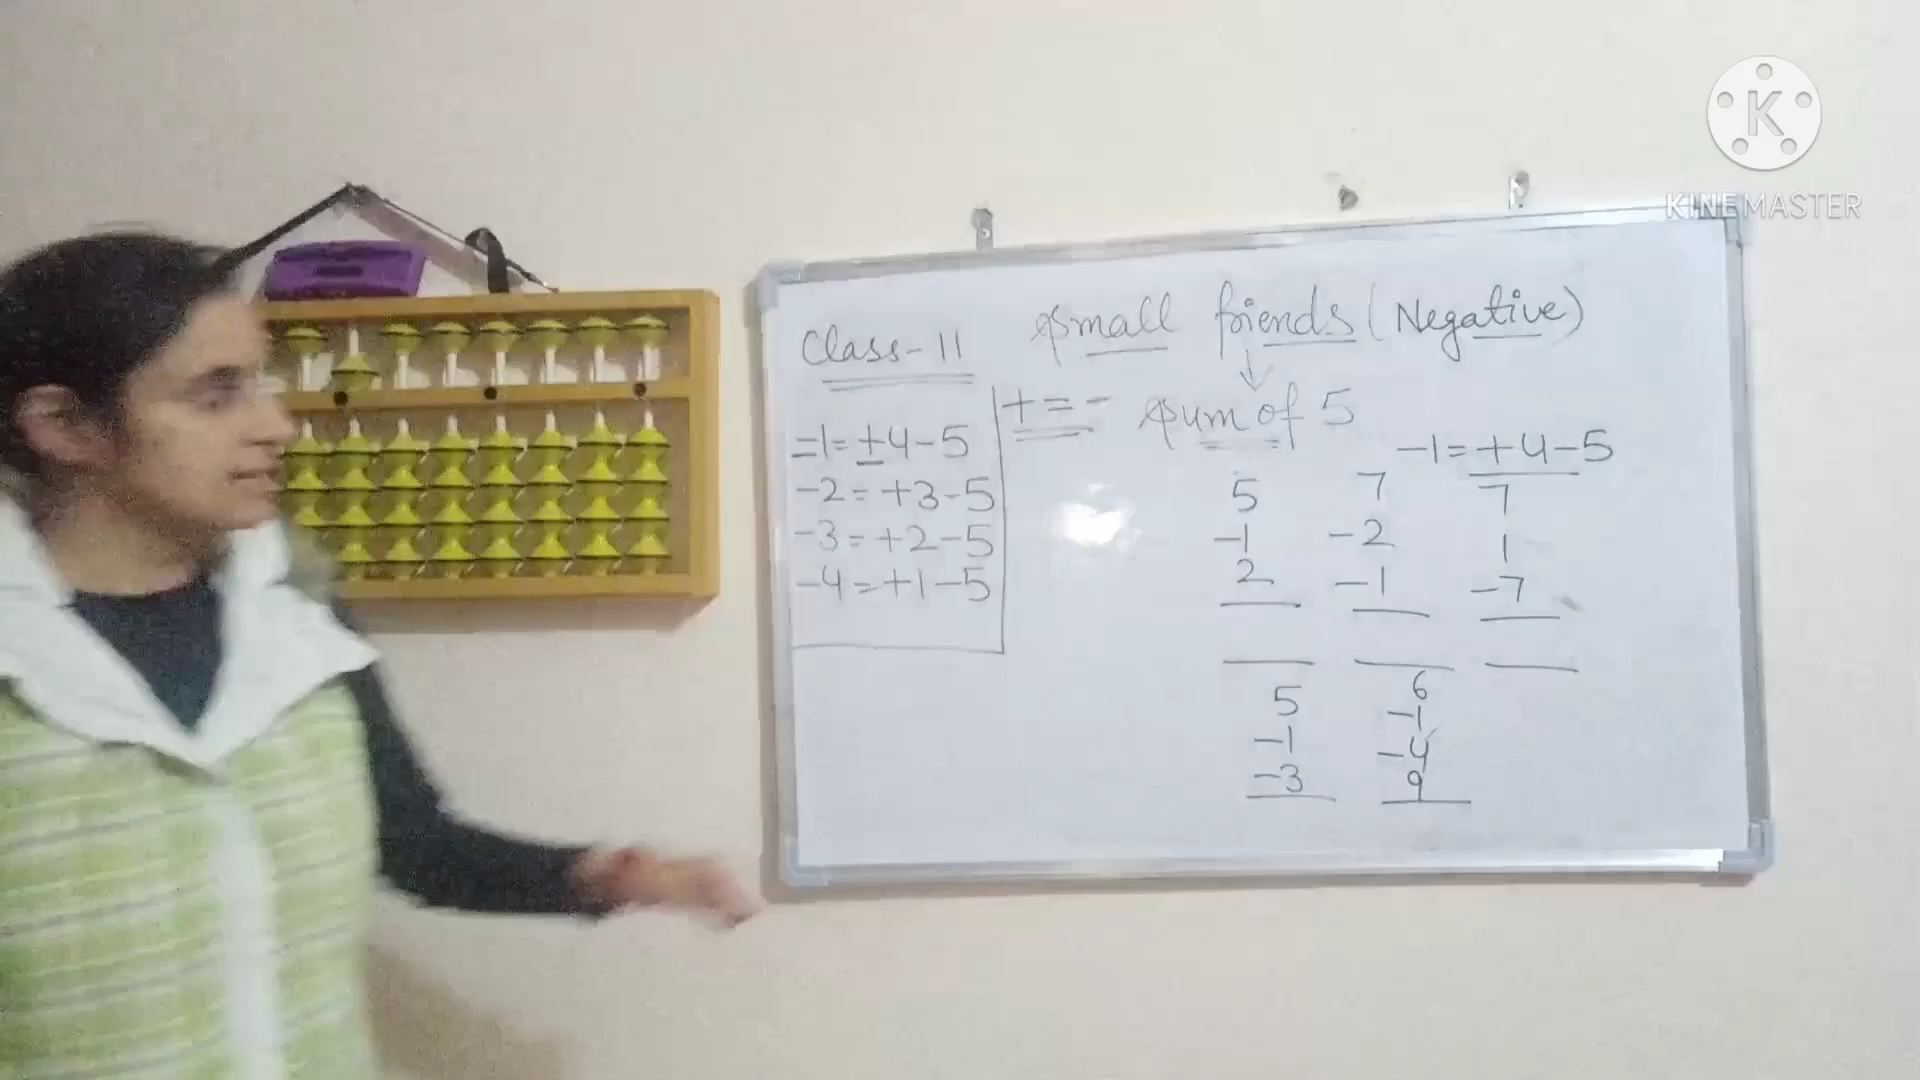 K
KINEMASTER
Small friends (Negative)
Class-11
+=-
Sum of 5
-1=+4-5
-2=+3-5
-3=+2-5
-4=+1-5
-1=+4-5
5 7 7
-1 -2 1
2 -1 -7
5 6
-1 -1
-3 -4
9